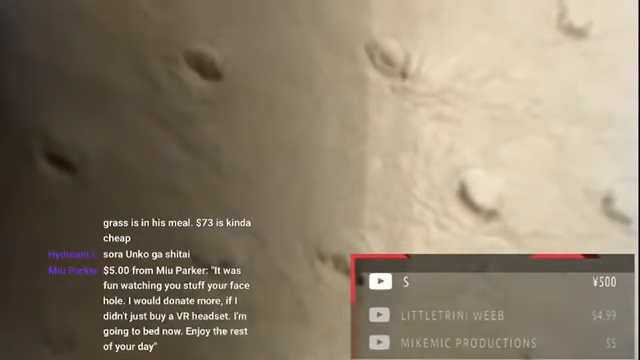 grass is in his meal. $73 is kinda
cheap
sora Unko ga shitai
Miu Parker $5.00 from Miu Parker: "It was
fun watching you stuff your face
hole. I would donate more, if I
didn't just buy a VR headset. I'm
going to bed now. Enjoy the rest
of your day"
S ¥500
LITTLETRINI WEEB $4.99
MIKEMIC PRODUCTIONS $5